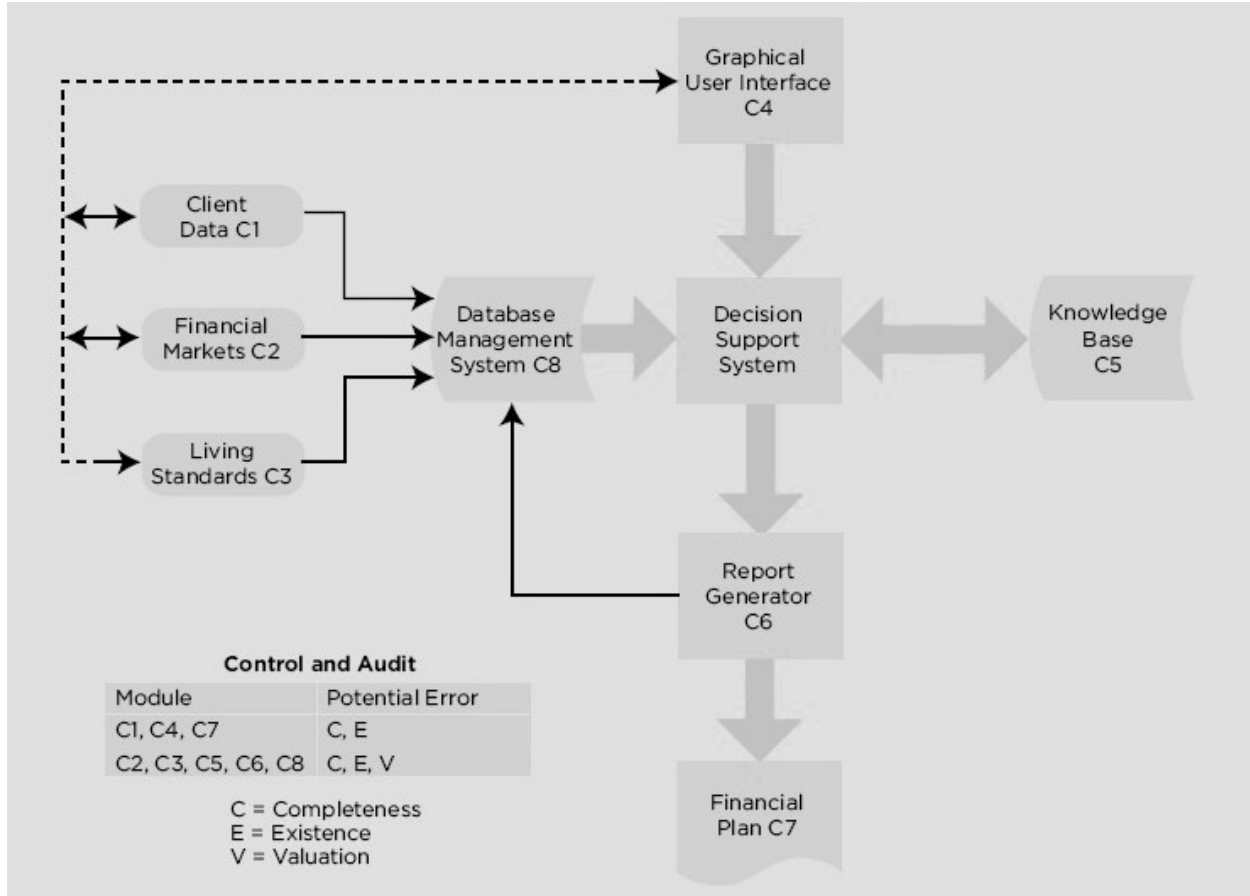 Graphical
User Interface
C4
Client
Data C1
Financial
Markets C2
Living
Standards C3
Database
Management
System C8
Decision
Support
System
Knowledge
Base
C5
Report
Generator
C6
Financial
Plan C7
Control and Audit
Module Potential Error
C1, C4, C7 C, E
C2, C3, C5, C6, C8 C, E, V
C = Completeness
E = Existence
V = Valuation